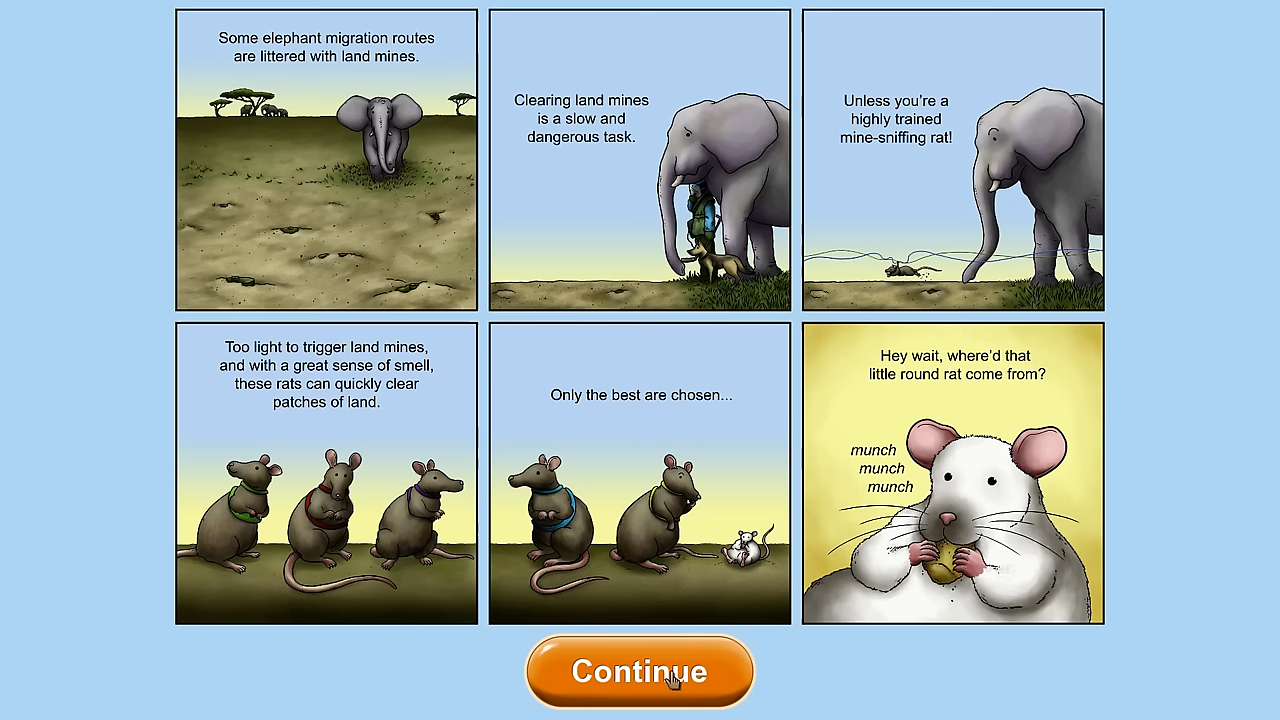 Some elephant migration routes
are littered with land mines.
Clearing land mines
is a slow and
dangerous task.
Unless you're a
highly trained
mine-sniffing rat!
Too light to trigger land mines,
and with a great sense of smell,
these rats can quickly clear
patches of land.
Only the best are chosen...
Hey wait, where'd that
little round rat come from?
munch
munch
munch
Continue